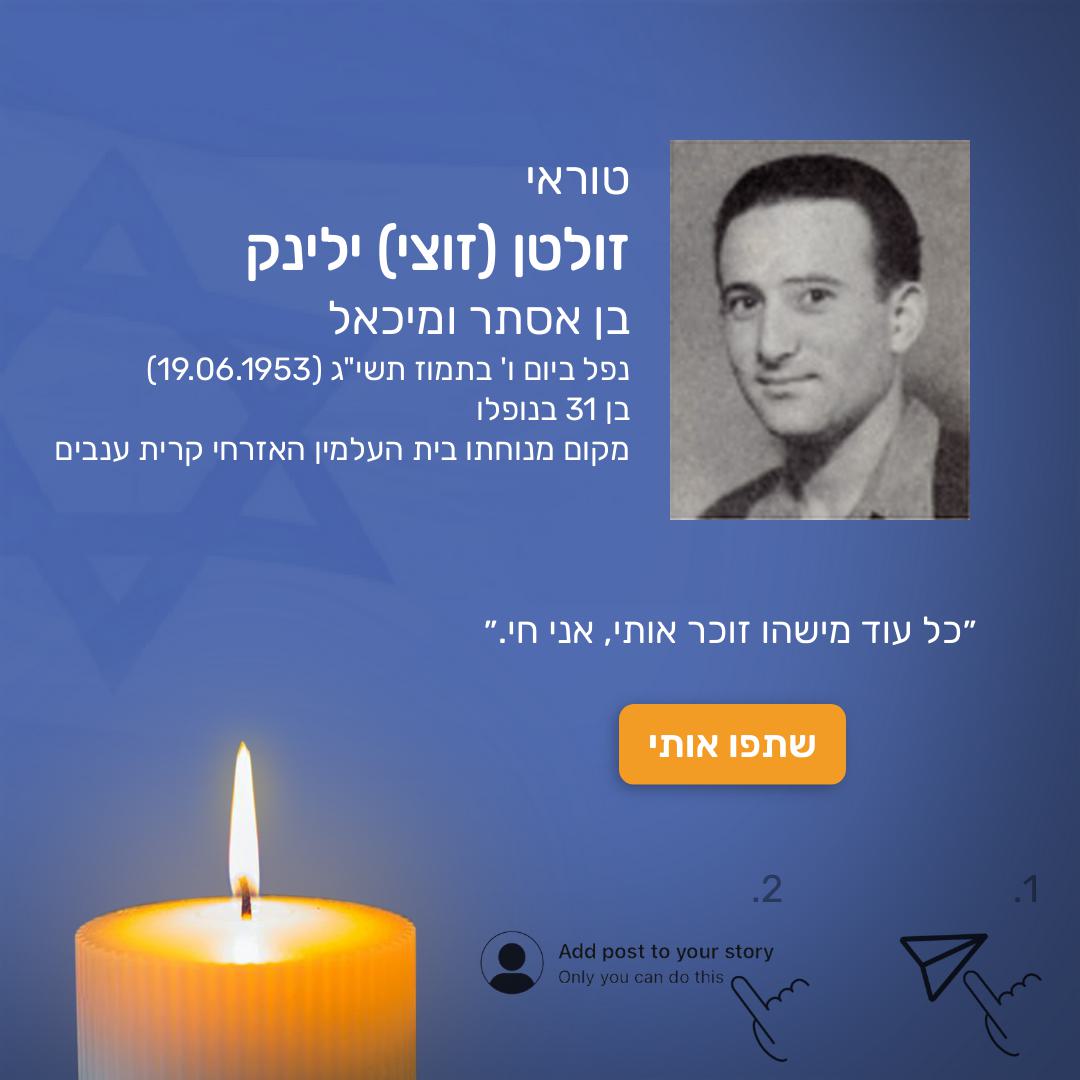 טוראי
זולטן (זוצי) ילינק
בן אסתר ומיכאל
נפל ביום ו' בתמוז תשי"ג (19.06.1953)
בן 31 בנופלו
מקום מנוחתו בית העלמין האזרחי קרית ענבים
״כל עוד מישהו זוכר אותי, אני חי.״
שתפו אותי
1.
2.
Add post to your story
Only you can do this